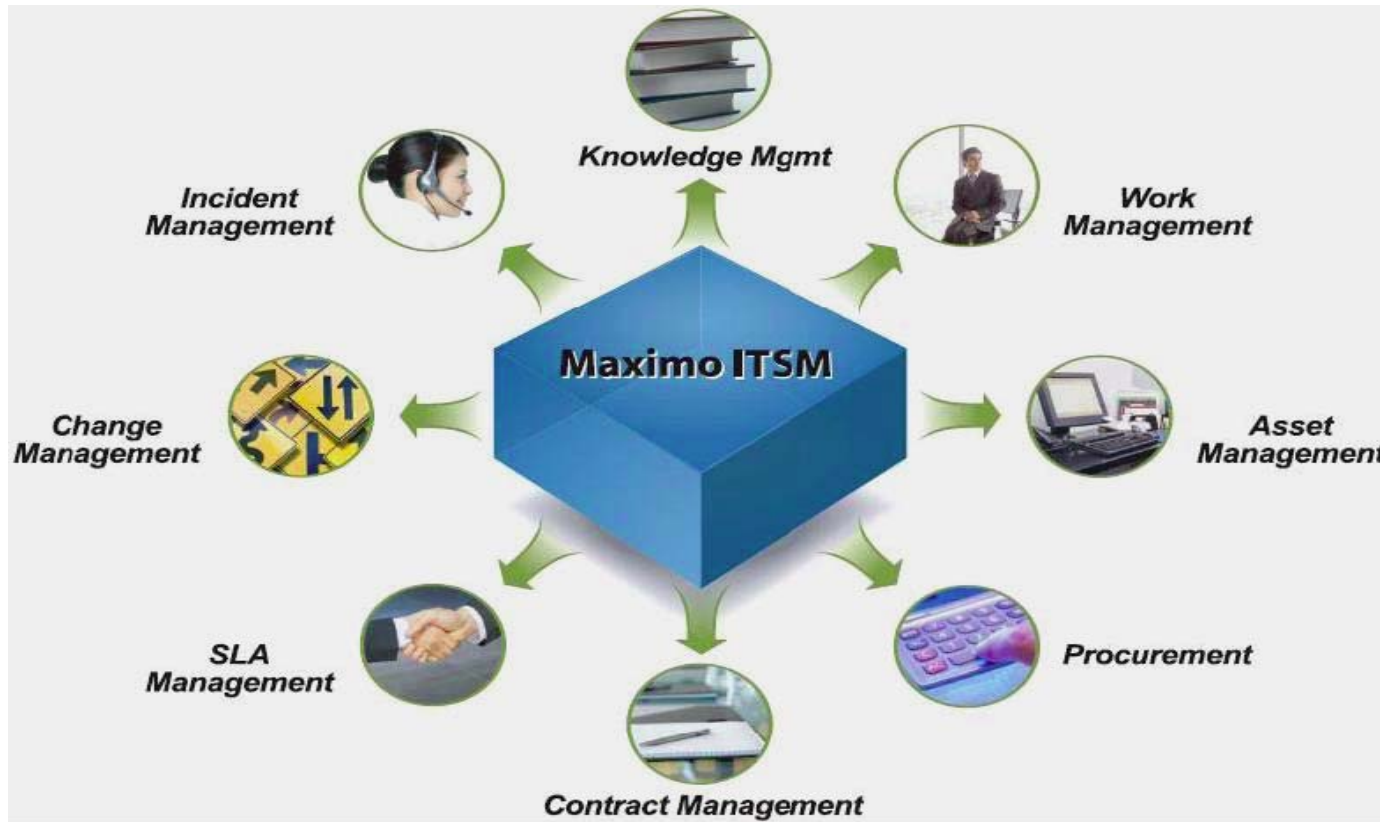 Knowledge Mgmt
Incident
Management
Work
Management
Maximo ITSM
Change
Management
Asset
Management
SLA
Management
Procurement
Contract Management